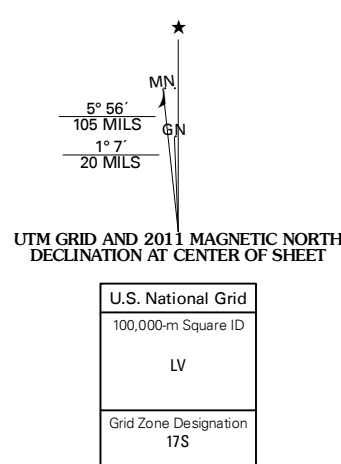 ★
MN
5° 56´
105 MILS
GN
1° 7´
20 MILS
UTM GRID AND 2011 MAGNETIC NORTH
DECLINATION AT CENTER OF SHEET
U.S. National Grid
100,000-m Square ID
LV
Grid Zone Designation
17S